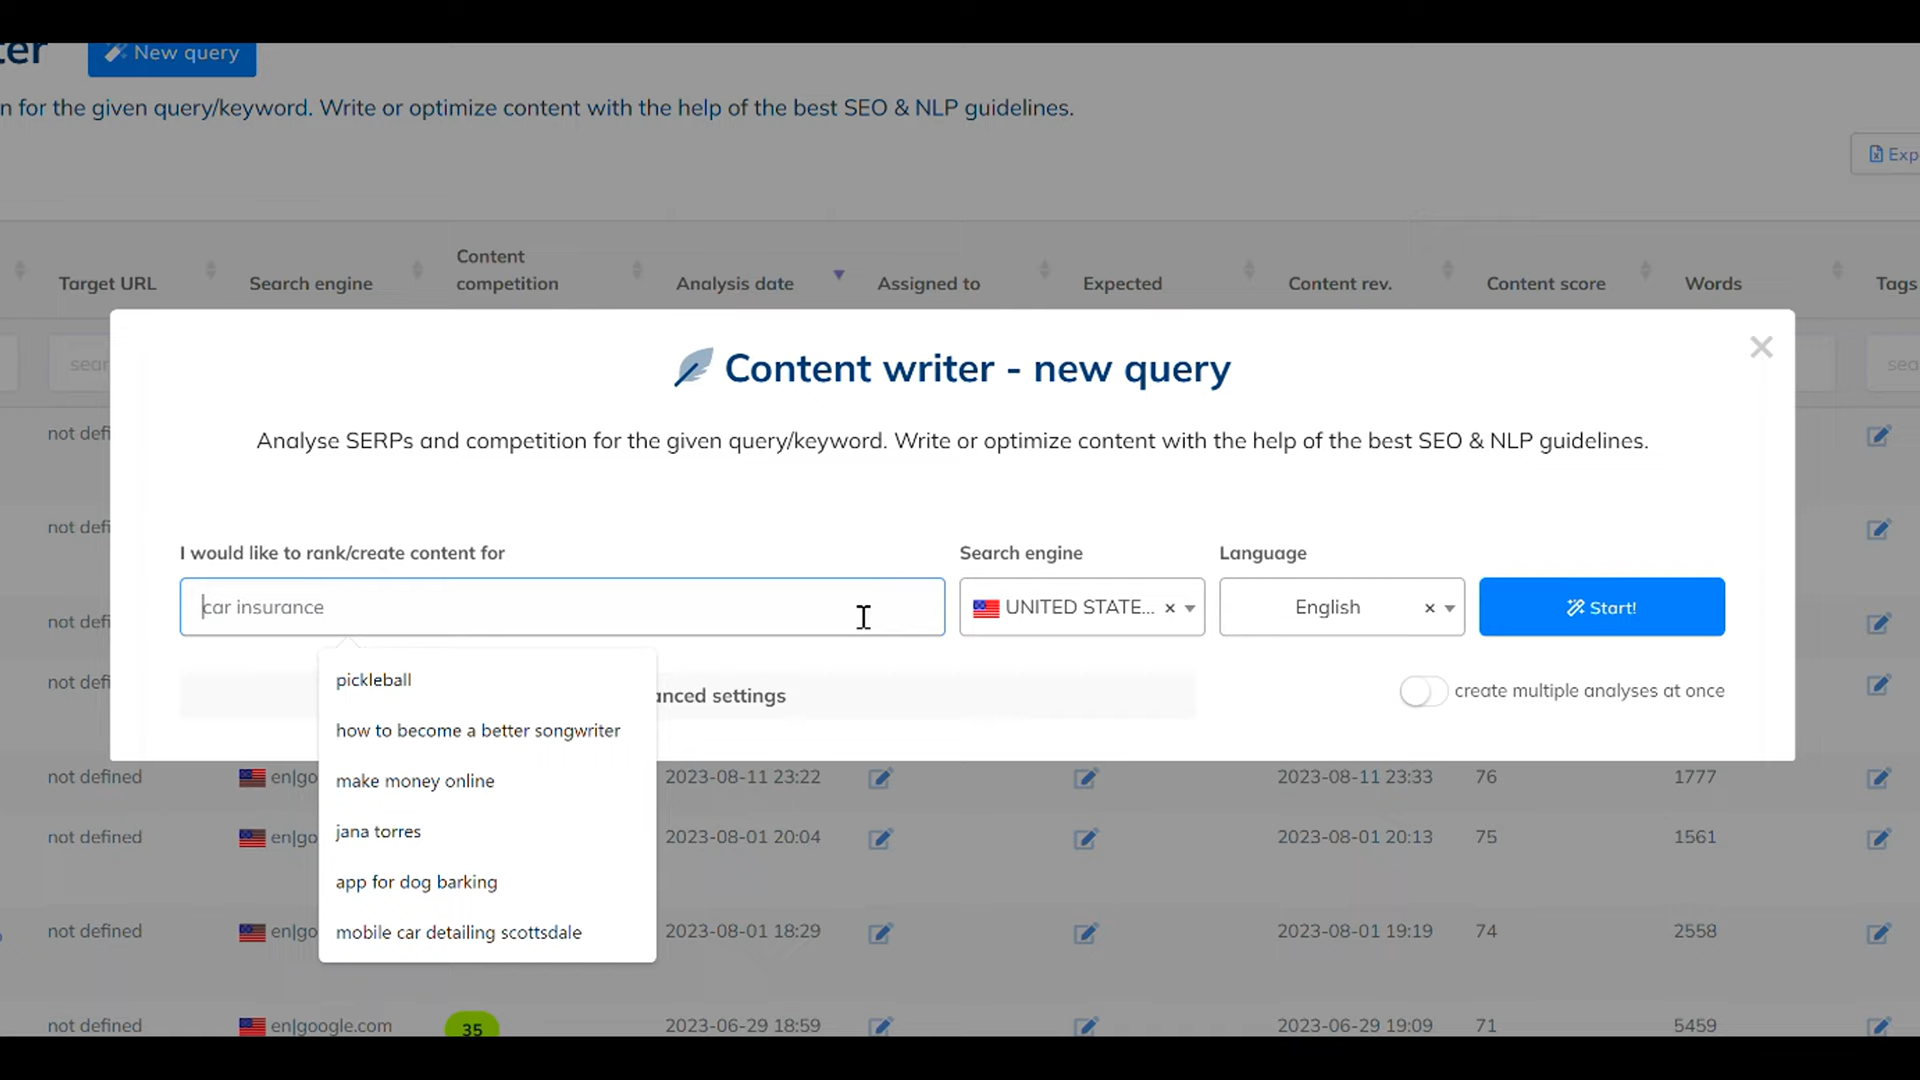 ter New query
n for the given query/keyword. Write or optimize content with the help of the best SEO & NLP guidelines.
Exp
Target URL Search engine Content competition Analysis date Assigned to Expected Content rev. Content score Words Tags
sear sea
Content writer - new query
not defi
Analyse SERPs and competition for the given query/keyword. Write or optimize content with the help of the best SEO & NLP guidelines.
not defi
I would like to rank/create content for Search engine Language
car insurance UNITED STATE... × English × Start!
not defi
pickleball
not defi anced settings create multiple analyses at once
how to become a better songwriter
make money online
not defined en|go 2023-08-11 23:22 2023-08-11 23:33 76 1777
jana torres
not defined en|go 2023-08-01 20:04 2023-08-01 20:13 75 1561
app for dog barking
mobile car detailing scottsdale
not defined en|go 2023-08-01 18:29 2023-08-01 19:19 74 2558
not defined en|google.com 35 2023-06-29 18:59 2023-06-29 19:09 71 5459